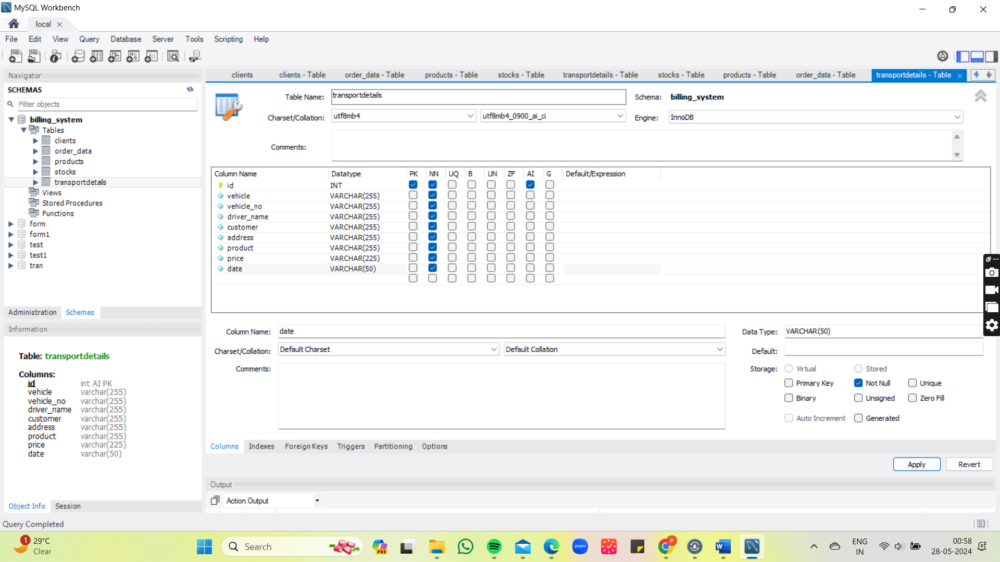 MySQL Workbench
local
File Edit View Query Database Server Tools Scripting Help
Navigator
SCHEMAS
Filter objects
billing_system
Tables
clients
order_data
products
stocks
transportdetails
Views
Stored Procedures
Functions
form
form1
test
test1
tran
Administration Schemas
Information
Table: transportdetails
Columns:
id int AI PK
vehicle varchar(255)
vehicle_no varchar(255)
driver_name varchar(255)
customer varchar(255)
address varchar(255)
product varchar(255)
price varchar(225)
date varchar(50)
Object Info Session
Query Completed
clients clients - Table order_data - Table products - Table stocks - Table transportdetails - Table stocks - Table products - Table order_data - Table transportdetails - Table
Table Name: transportdetails Schema: billing_system
Charset/Collation: utf8mb4 utf8mb4_0900_ai_ci Engine: InnoDB
Comments:
Column Name Datatype PK NN UQ B UN ZF AI G Default/Expression
id INT
vehicle VARCHAR(255)
vehicle_no VARCHAR(255)
driver_name VARCHAR(255)
customer VARCHAR(255)
address VARCHAR(255)
product VARCHAR(255)
price VARCHAR(225)
date VARCHAR(50)
Column Name: date Data Type: VARCHAR(50)
Charset/Collation: Default Charset Default Collation Default:
Comments: Storage: Virtual Stored
Primary Key Not Null Unique
Binary Unsigned Zero Fill
Auto Increment Generated
Columns Indexes Foreign Keys Triggers Partitioning Options
Apply Revert
Output
Action Output
1 29°C
Clear
Search
PRE
zoom
P
W
ENG
IN
00:58
28-05-2024